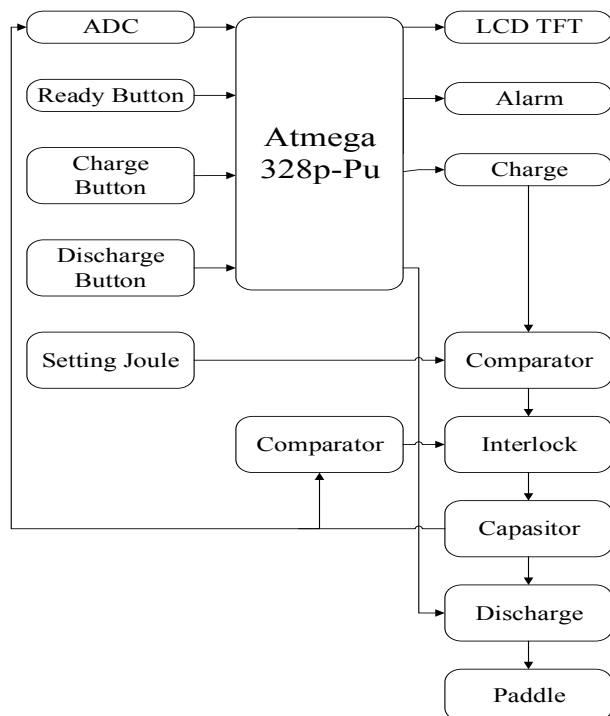 ADC
LCD TFT
Ready Button
Alarm
Atmega
328p-Pu
Charge
Button
Charge
Discharge
Button
Setting Joule
Comparator
Comparator
Interlock
Capasitor
Discharge
Paddle